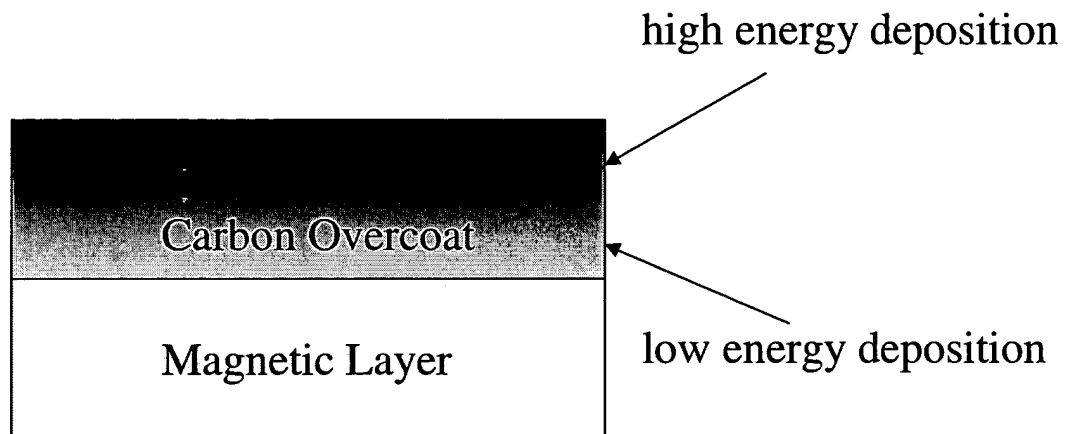 high energy deposition
Carbon Overcoat
Magnetic Layer
low energy deposition